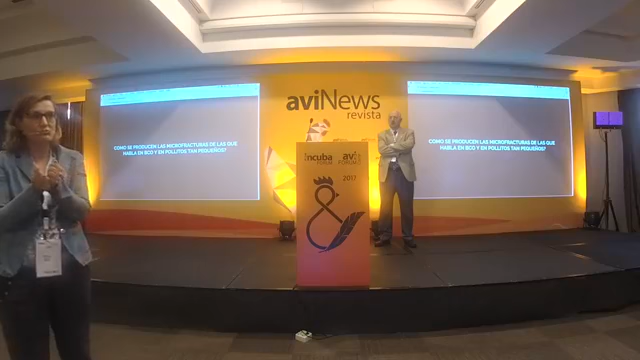 aviNews
revista
COMO SE PRODUCEN LAS MICROFRACTURAS DE LAS QUE
HABLA EN BCO Y EN POLLITOS TAN PEQUEÑOS?
COMO SE PRODUCEN LAS MICROFRACTURAS DE LAS QUE
HABLA EN BCO Y EN POLLITOS TAN PEQUEÑOS?
incuba
FORUM
avi
FORUM
2017